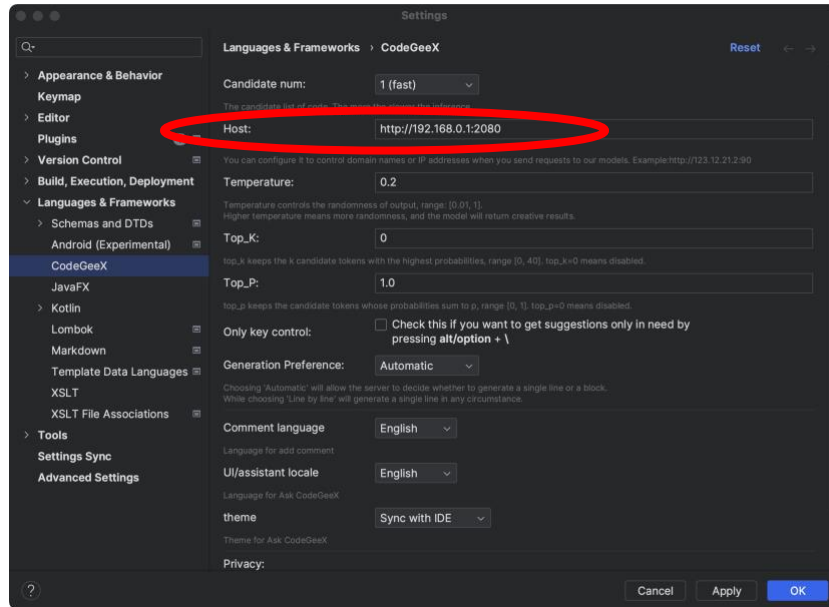 Settings
Languages & Frameworks › CodeGeeX
Reset
Appearance & Behavior
Keymap
Editor
Plugins
Version Control
Build, Execution, Deployment
Languages & Frameworks
Schemas and DTDs
Android (Experimental)
CodeGeeX
JavaFX
Kotlin
Lombok
Markdown
Template Data Languages
XSLT
XSLT File Associations
Tools
Settings Sync
Advanced Settings
Candidate num:
1 (fast)
The candidate list of code. The more the slower the inference.
Host:
http://192.168.0.1:2080
You can configure it to control domain names or IP addresses when you send requests to our models. Example:http://123.12.21.2:90
Temperature:
0.2
Temperature controls the randomness of output, range: [0.01, 1].
Higher temperature means more randomness, and the model will return creative results.
Top_K:
0
top_k keeps the k candidate tokens with the highest probabilities, range [0, 40]. top_k=0 means disabled.
Top_P:
1.0
top_p keeps the candidate tokens whose probabilities sum to p, range [0, 1]. top_p=0 means disabled.
Only key control:
Check this if you want to get suggestions only in need by
pressing alt/option + \
Generation Preference:
Automatic
Choosing 'Automatic' will allow the server to decide whether to generate a single line or a block.
While choosing 'Line by line' will generate a single line in any circumstance.
Comment language
English
Language for add comment
UI/assistant locale
English
Language for Ask CodeGeeX
theme
Sync with IDE
Theme for Ask CodeGeeX
Privacy:
?
Cancel
Apply
OK